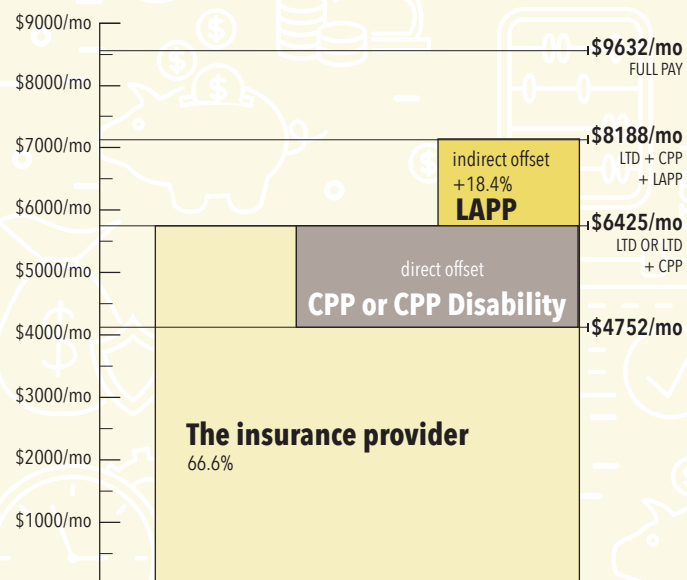 $9000/mo
$9632/mo
FULL PAY
$8000/mo
$7000/mo
$8188/mo
LTD + CPP
+ LAPP
indirect offset
+18.4%
LAPP
$6000/mo
$6425/mo
LTD OR LTD
+ CPP
$5000/mo
direct offset
CPP or CPP Disability
$4000/mo
$4752/mo
$3000/mo
The insurance provider
66.6%
$2000/mo
$1000/mo